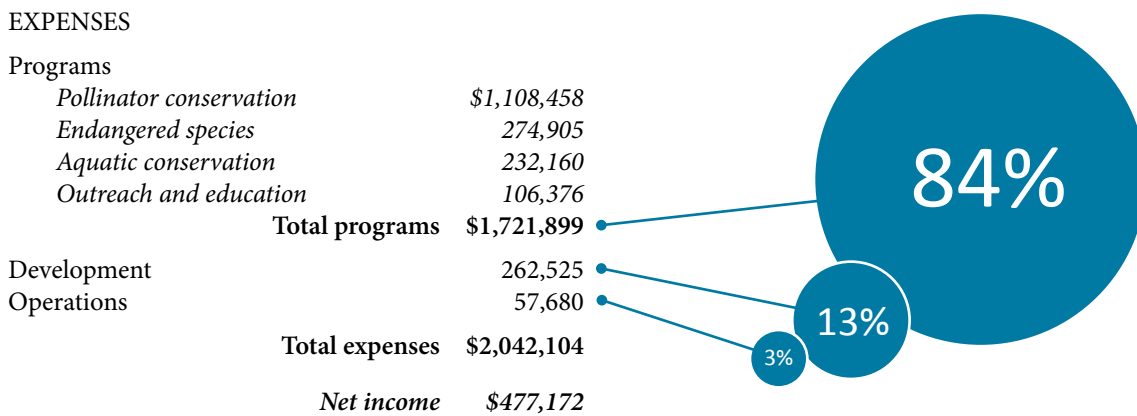 EXPENSES
Programs
Pollinator conservation $1,108,458
Endangered species 274,905
Aquatic conservation 232,160
Outreach and education 106,376
Total programs $1,721,899
Development 262,525
Operations 57,680
Total expenses $2,042,104
Net income $477,172
84%
13%
3%